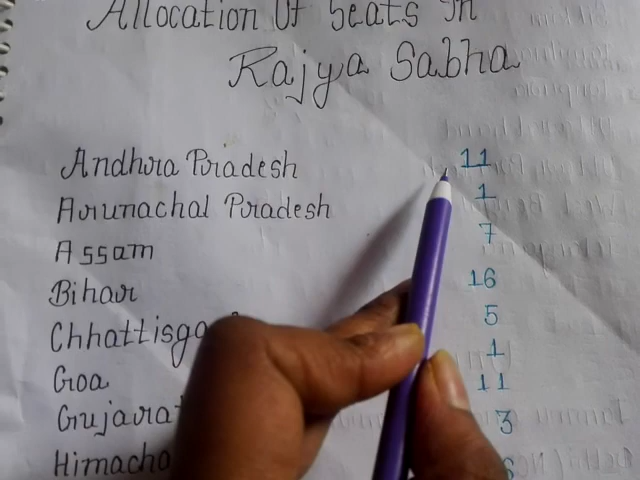 Allocation Of Seats In
Rajya Sabha
Andhra Pradesh 11
Arunachal Pradesh 1
Assam 7
Bihar 16
5
Goa 1
11
3